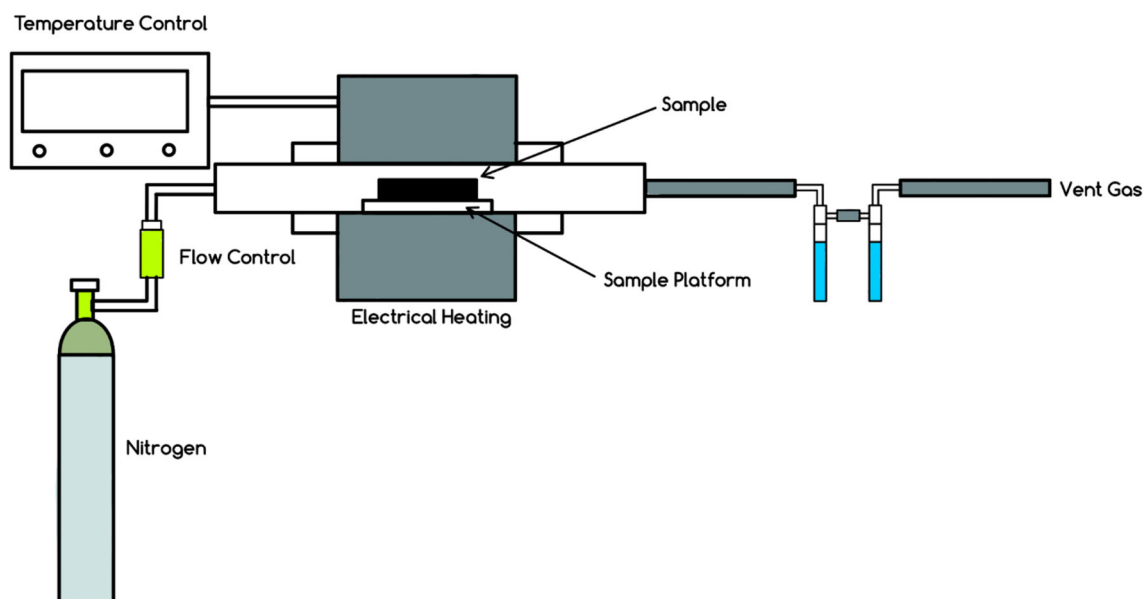 Temperature Control
Sample
Vent Gas
Flow Control
Sample Platform
Electrical Heating
Nitrogen